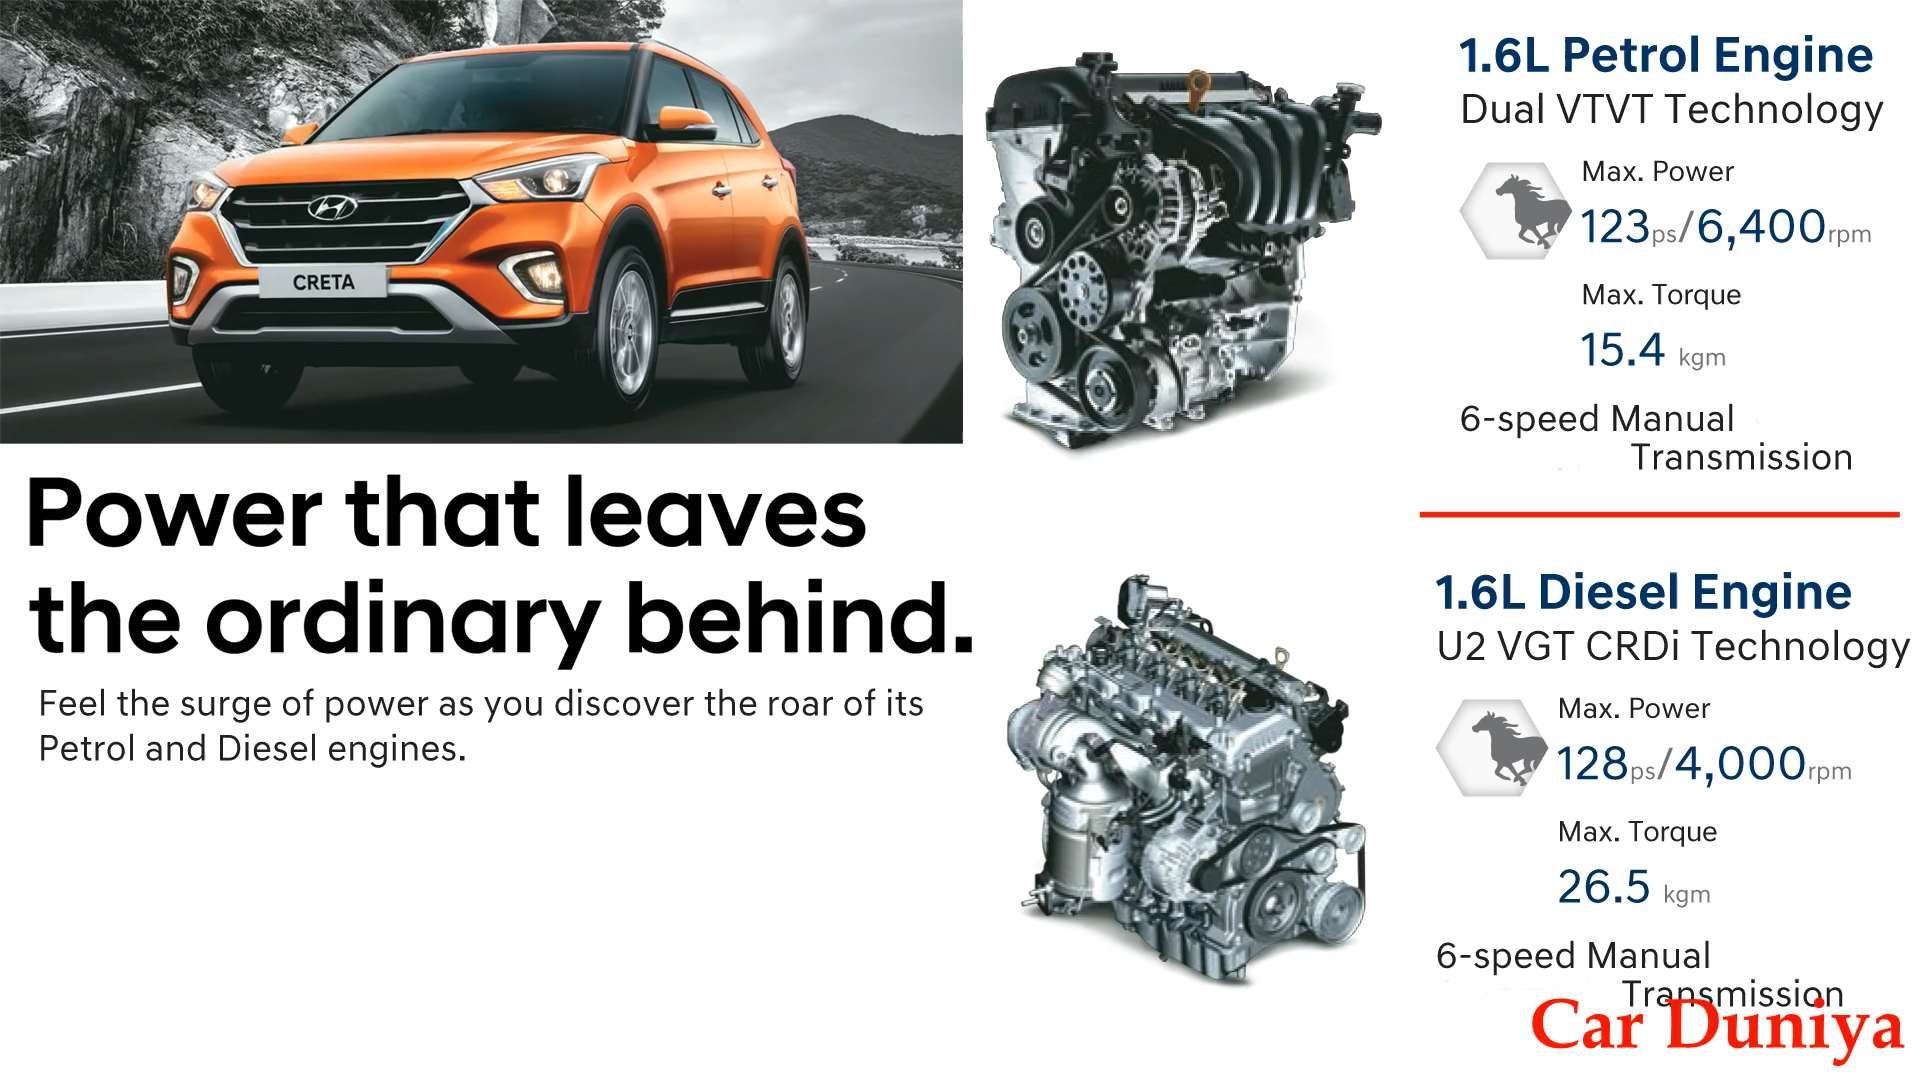 CRETA
Power that leaves
the ordinary behind.
Feel the surge of power as you discover the roar of its
Petrol and Diesel engines.
1.6L Petrol Engine
Dual VTVT Technology
Max. Power
123ps/6,400rpm
Max. Torque
15.4 kgm
6-speed Manual
Transmission
1.6L Diesel Engine
U2 VGT CRDi Technology
Max. Power
128ps/4,000rpm
Max. Torque
26.5 kgm
6-speed Manual
Transmission
Car Duniya